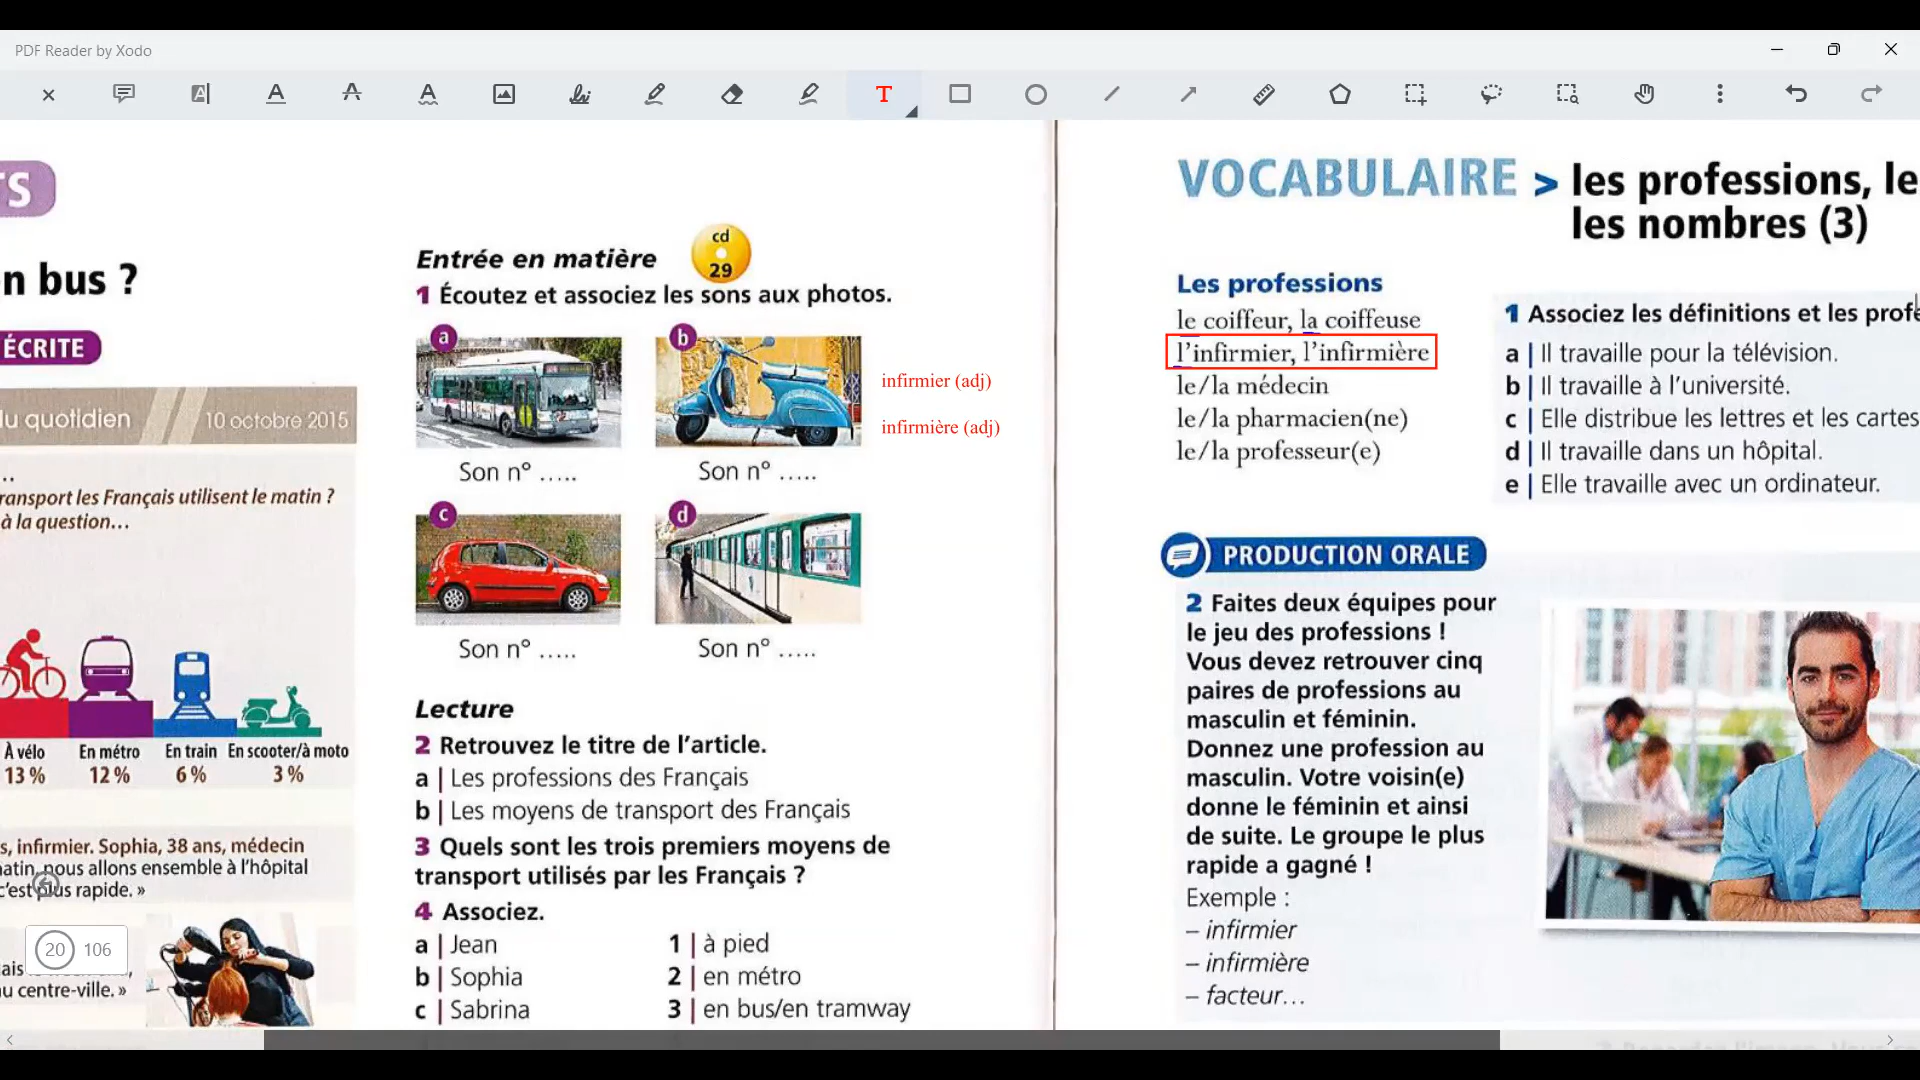 PDF Reader by Xodo
TS
n bus ?
ÉCRITE
du quotidien
10 octobre 2015
..
ransport les Français utilisent le matin ?
à la question...
À vélo
13 %
En métro
12 %
En train
6 %
En scooter/à moto
3 %
s, infirmier. Sophia, 38 ans, médecin
atin, nous allons ensemble à l'hôpital
c'est plus rapide. »
20 106
u centre-ville. »
Entrée en matière
cd
29
1 Écoutez et associez les sons aux photos.
a
b
Son n° .....
Son n° .....
infirmier (adj)
infirmière (adj)
c
d
Son n° .....
Son n° .....
Lecture
2 Retrouvez le titre de l'article.
a | Les professions des Français
b | Les moyens de transport des Français
3 Quels sont les trois premiers moyens de
transport utilisés par les Français ?
4 Associez.
a | Jean
1 | à pied
b | Sophia
2 | en métro
c | Sabrina
3 | en bus/en tramway
VOCABULAIRE > les professions, le
les nombres (3)
Les professions
le coiffeur, la coiffeuse
l'infirmier, l'infirmière
le/la médecin
le/la pharmacien(ne)
le/la professeur(e)
1 Associez les définitions et les profe
a | Il travaille pour la télévision.
b | Il travaille à l'université.
c | Elle distribue les lettres et les cartes
d | Il travaille dans un hôpital.
e | Elle travaille avec un ordinateur.
PRODUCTION ORALE
2 Faites deux équipes pour
le jeu des professions !
Vous devez retrouver cinq
paires de professions au
masculin et féminin.
Donnez une profession au
masculin. Votre voisin(e)
donne le féminin et ainsi
de suite. Le groupe le plus
rapide a gagné !
Exemple :
– infirmier
– infirmière
– facteur...